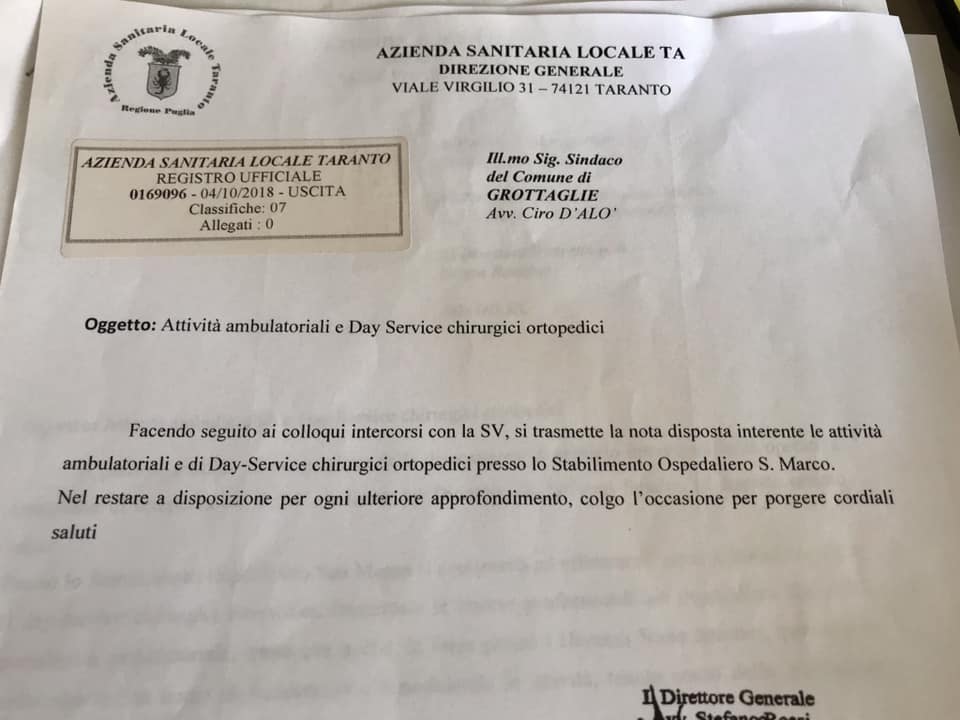 Azienda Sanitaria Locale Taranto
Regione Puglia
AZIENDA SANITARIA LOCALE TA
DIREZIONE GENERALE
VIALE VIRGILIO 31 – 74121 TARANTO
AZIENDA SANITARIA LOCALE TARANTO
REGISTRO UFFICIALE
0169096 - 04/10/2018 - USCITA
Classifiche: 07
Allegati : 0
Ill.mo Sig. Sindaco
del Comune di
GROTTAGLIE
Avv. Ciro D'ALO'
Oggetto: Attività ambulatoriali e Day Service chirurgici ortopedici
Facendo seguito ai colloqui intercorsi con la SV, si trasmette la nota disposta interente le attività
ambulatoriali e di Day-Service chirurgici ortopedici presso lo Stabilimento Ospedaliero S. Marco.
Nel restare a disposizione per ogni ulteriore approfondimento, colgo l'occasione per porgere cordiali
saluti
Il Direttore Generale
Avv. Stefano Rossi